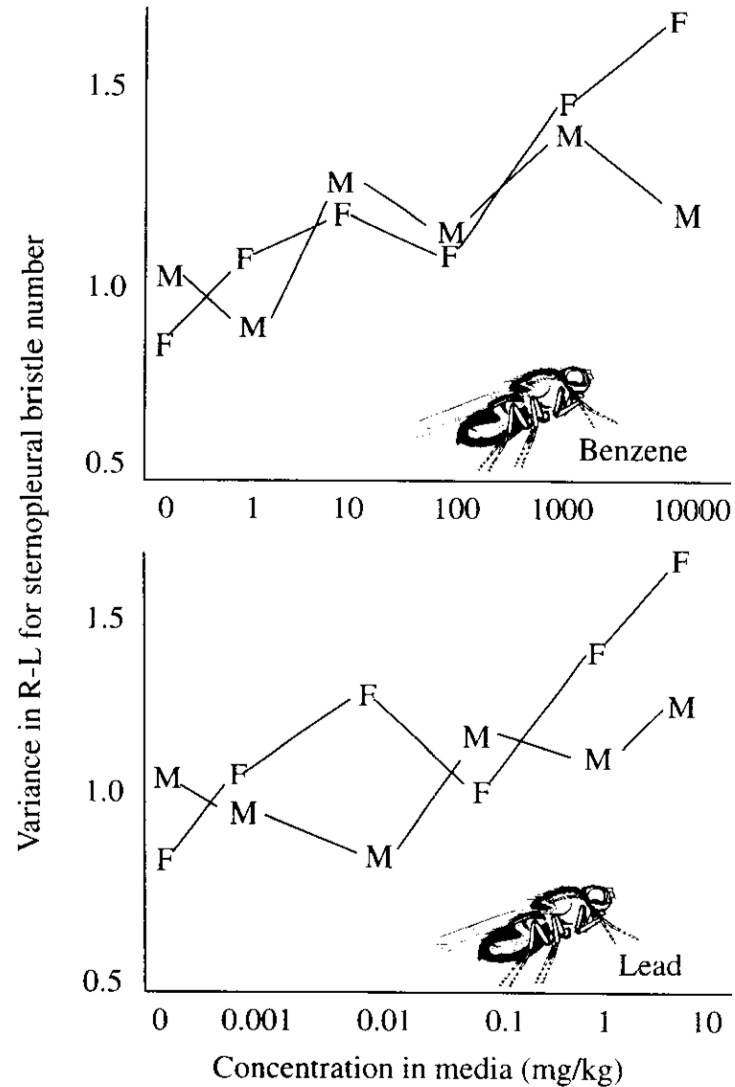 Variance in R-L for sternopleural bristle number
1.5
1.0
0.5
F
F
M
F
M
M
F
M
F
M
F
M
Benzene
0 1 10 100 1000 10000
1.5
1.0
0.5
F
F
F
M
M
F
M
F
M
F
M
M
Lead
0 0.001 0.01 0.1 1 10
Concentration in media (mg/kg)